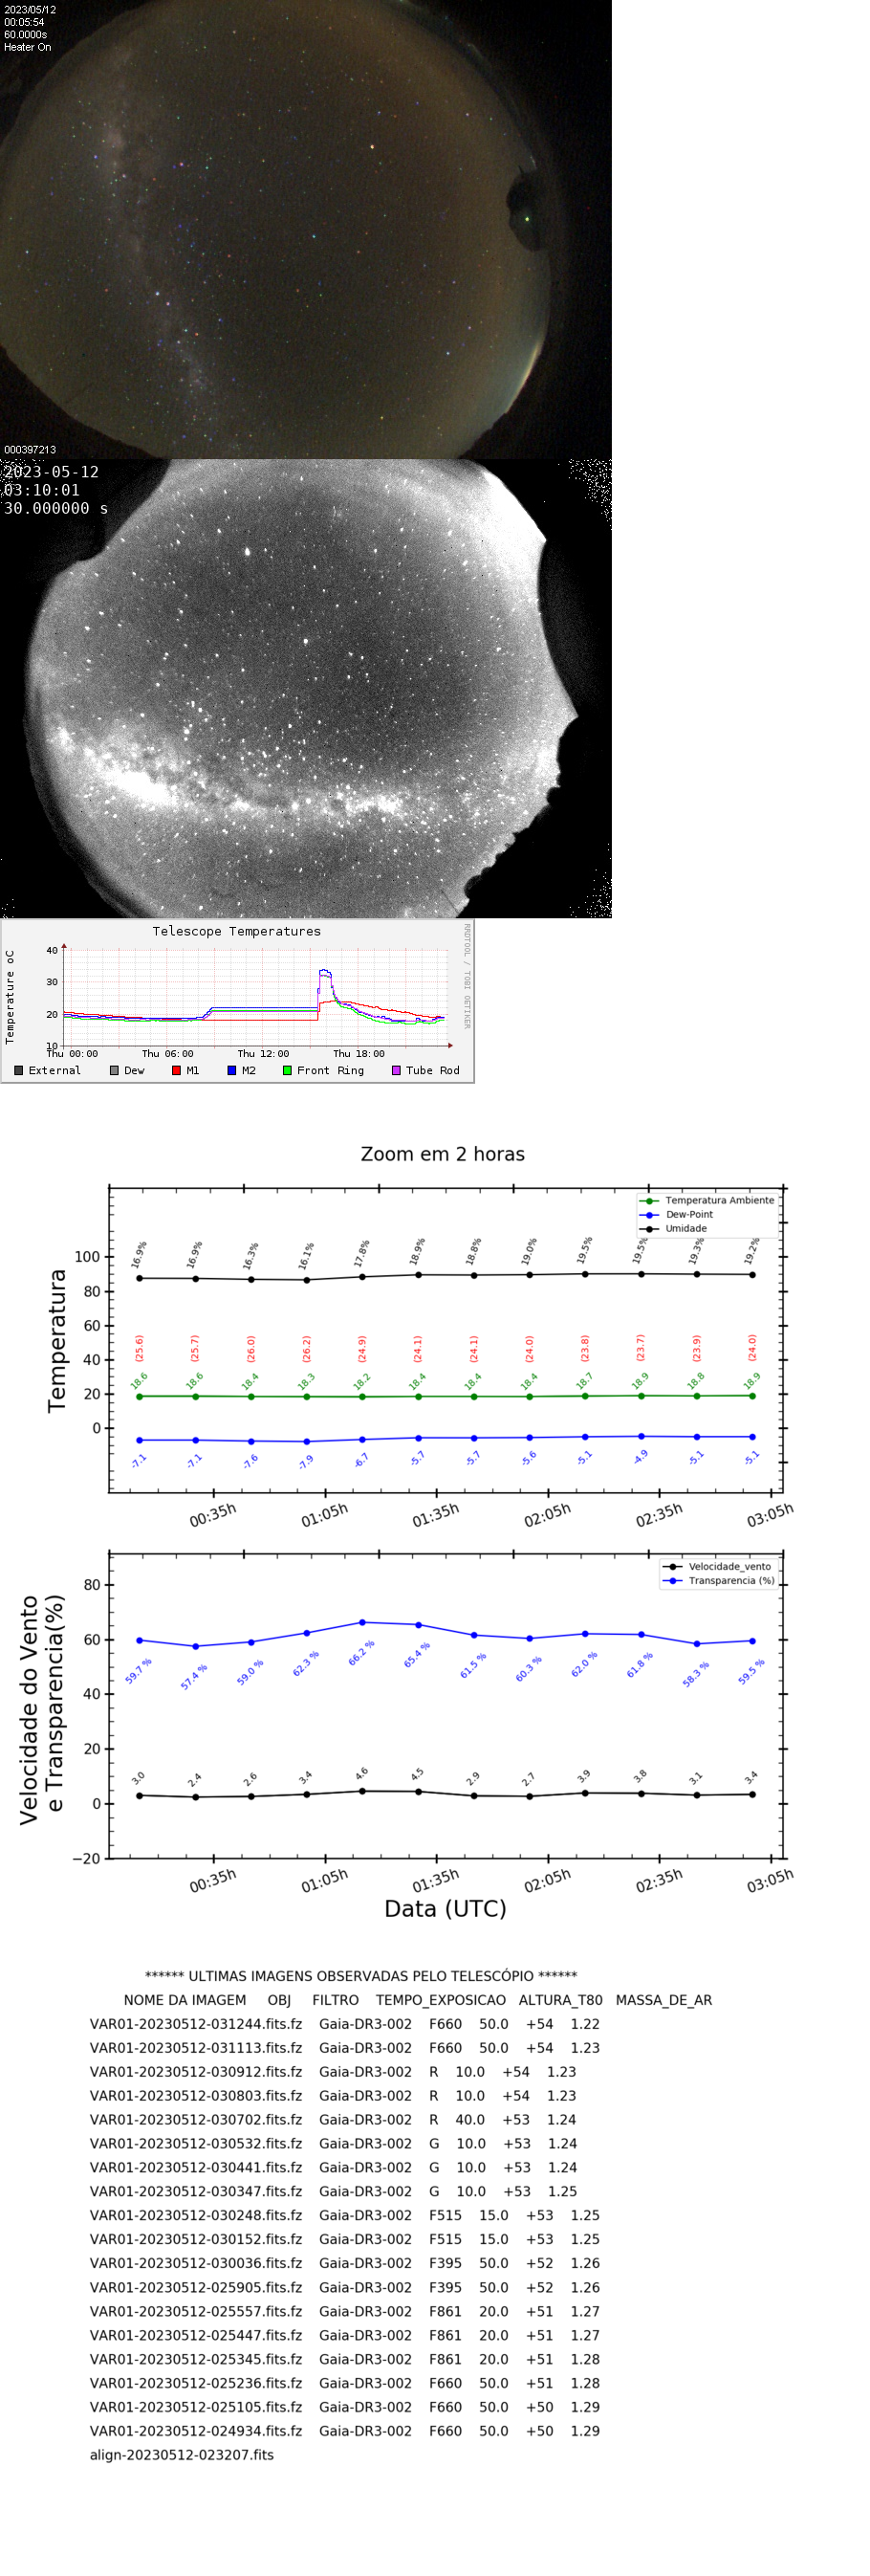 2023/05/12
00:05:54
60.0000s
Heater On
000397213
2023-05-12
03:10:01
30.000000 s
Telescope Temperatures
RRDTOOL / TOBI OETIKER
Temperature oC
40
30
20
10
Thu 00:00 Thu 06:00 Thu 12:00 Thu 18:00
External Dew M1 M2 Front Ring Tube Rod
Zoom em 2 horas
Temperatura Ambiente
Dew-Point
Umidade
Temperatura
100
80
60
40
20
0
16.9% 16.9% 16.3% 16.1% 17.8% 18.9% 18.8% 19.0% 19.5% 19.5% 19.3% 19.2%
(25.6) (25.7) (26.0) (26.2) (24.9) (24.1) (24.1) (24.0) (23.8) (23.7) (23.9) (24.0)
18.6 18.6 18.4 18.3 18.2 18.4 18.4 18.4 18.7 18.9 18.8 18.9
-7.1 -7.1 -7.6 -7.9 -6.7 -5.7 -5.7 -5.6 -5.1 -4.9 -5.1 -5.1
00:35h 01:05h 01:35h 02:05h 02:35h 03:05h
Velocidade_vento
Transparencia (%)
Velocidade do Vento
e Transparencia(%)
80
60
40
20
0
−20
59.7 % 57.4 % 59.0 % 62.3 % 66.2 % 65.4 % 61.5 % 60.3 % 62.0 % 61.8 % 58.3 % 59.5 %
3.0 2.4 2.6 3.4 4.6 4.5 2.9 2.7 3.9 3.8 3.1 3.4
00:35h 01:05h 01:35h 02:05h 02:35h 03:05h
Data (UTC)
****** ULTIMAS IMAGENS OBSERVADAS PELO TELESCÓPIO ******
NOME DA IMAGEM OBJ FILTRO TEMPO_EXPOSICAO ALTURA_T80 MASSA_DE_AR
VAR01-20230512-031244.fits.fz Gaia-DR3-002 F660 50.0 +54 1.22
VAR01-20230512-031113.fits.fz Gaia-DR3-002 F660 50.0 +54 1.23
VAR01-20230512-030912.fits.fz Gaia-DR3-002 R 10.0 +54 1.23
VAR01-20230512-030803.fits.fz Gaia-DR3-002 R 10.0 +54 1.23
VAR01-20230512-030702.fits.fz Gaia-DR3-002 R 40.0 +53 1.24
VAR01-20230512-030532.fits.fz Gaia-DR3-002 G 10.0 +53 1.24
VAR01-20230512-030441.fits.fz Gaia-DR3-002 G 10.0 +53 1.24
VAR01-20230512-030347.fits.fz Gaia-DR3-002 G 10.0 +53 1.25
VAR01-20230512-030248.fits.fz Gaia-DR3-002 F515 15.0 +53 1.25
VAR01-20230512-030152.fits.fz Gaia-DR3-002 F515 15.0 +53 1.25
VAR01-20230512-030036.fits.fz Gaia-DR3-002 F395 50.0 +52 1.26
VAR01-20230512-025905.fits.fz Gaia-DR3-002 F395 50.0 +52 1.26
VAR01-20230512-025557.fits.fz Gaia-DR3-002 F861 20.0 +51 1.27
VAR01-20230512-025447.fits.fz Gaia-DR3-002 F861 20.0 +51 1.27
VAR01-20230512-025345.fits.fz Gaia-DR3-002 F861 20.0 +51 1.28
VAR01-20230512-025236.fits.fz Gaia-DR3-002 F660 50.0 +51 1.28
VAR01-20230512-025105.fits.fz Gaia-DR3-002 F660 50.0 +50 1.29
VAR01-20230512-024934.fits.fz Gaia-DR3-002 F660 50.0 +50 1.29
align-20230512-023207.fits